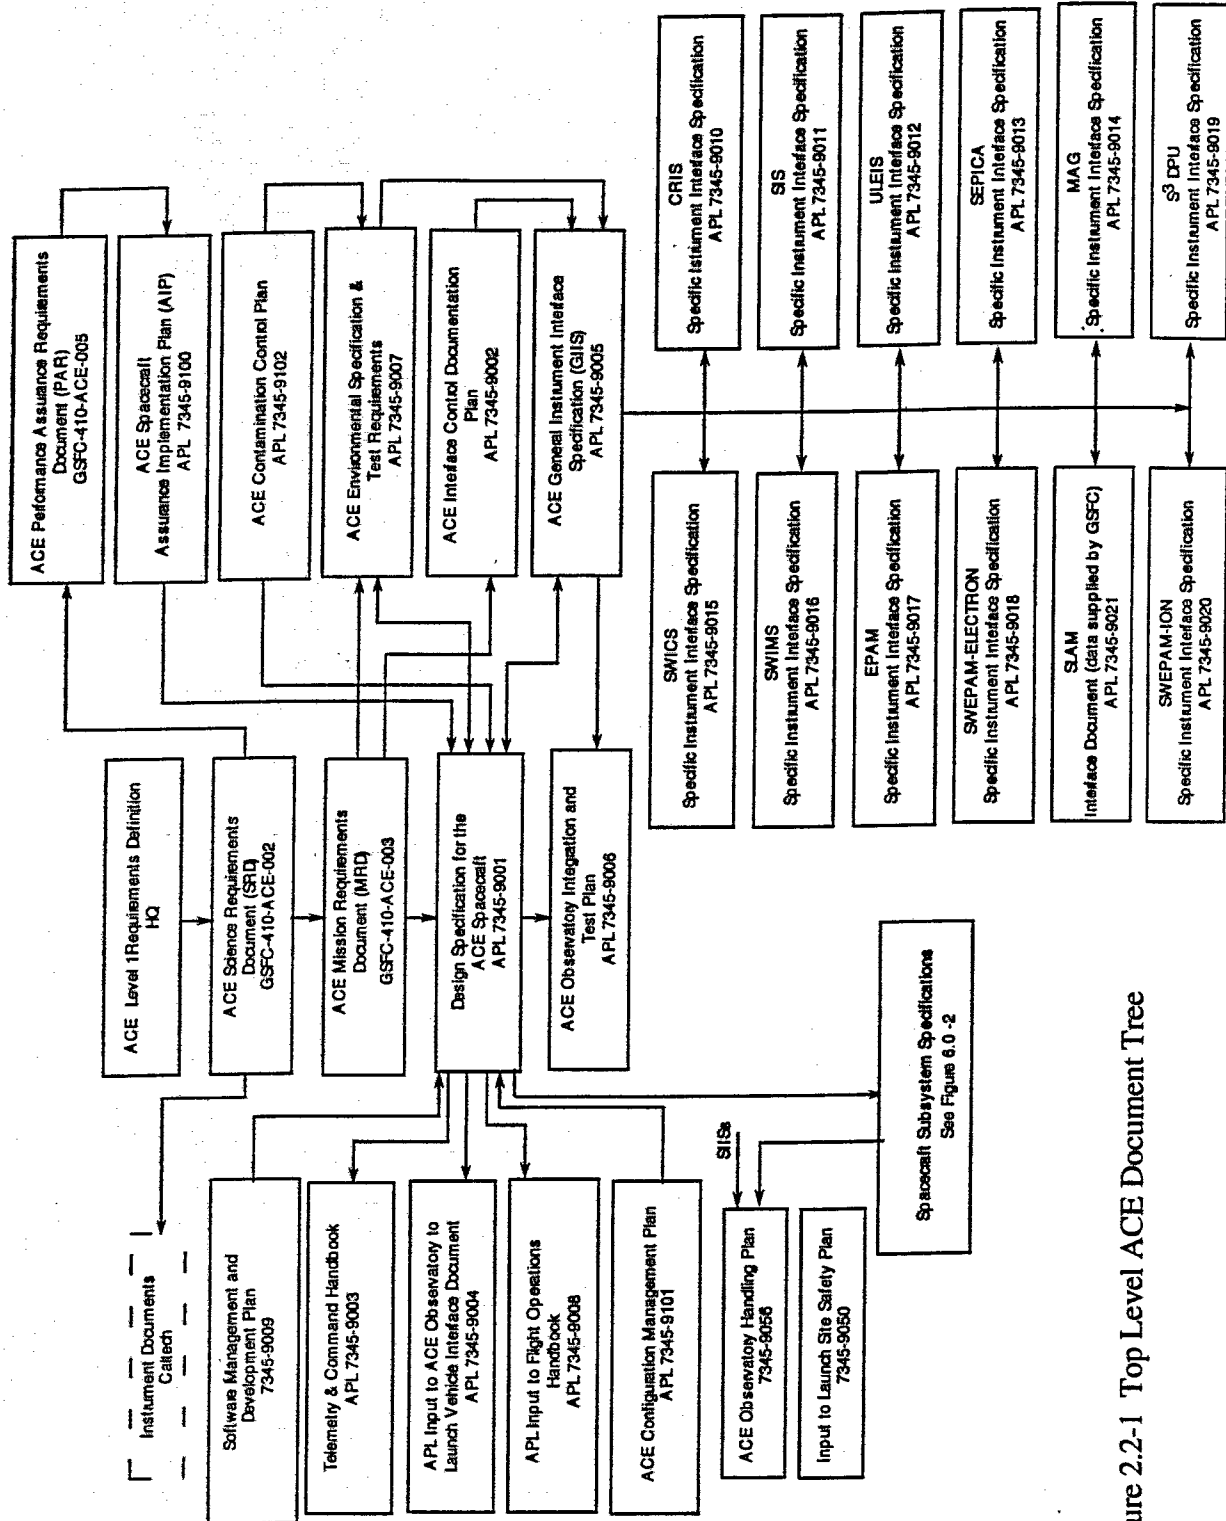 ACE Level 1Requirements Definition
HQ
ACE Science Requirements
Document (SRD)
GSFC-410-ACE-002
ACE Mission Requirements
Document (MRD)
GSFC-410-ACE-003
Design Specification for the
ACE Spacecraft
APL 7345-9001
ACE Observatory Integration and
Test Plan
APL 7345-9006
Instrument Documents
Caltech
Software Management and
Development Plan
7345-9009
Telemetry & Command Handbook
APL 7345-9003
APL Input to ACE Observatory to
Launch Vehicle Interface Document
APL 7345-9004
APL Input to Flight Operations
Handbook
APL 7345-9008
ACE Configuration Management Plan
APL 7345-9101
SIISs
ACE Observatory Handling Plan
7345-9056
Input to Launch Site Safety Plan
7345-9050
Spacecraft Subsystem Specifications
See Figure 6.0 -2
ACE Performance Assurance Requirements
Document (PAR)
GSFC-410-ACE-005
ACE Spacecraft
Assurance Implementation Plan (AIP)
APL 7345-9100
ACE Contamination Control Plan
APL 7345-9102
ACE Environmental Specification &
Test Requirements
APL 7345-9007
ACE Interface Control Documentation
Plan
APL 7345-9002
ACE General Instrument Interface
Specification (GIIS)
APL 7345-9005
SWICS
Specific Instrument Interface Specification
APL 7345-9015
SWIMS
Specific Instrument Interface Specification
APL 7345-9016
EPAM
Specific Instrument Interface Specification
APL 7345-9017
SWEPAM-ELECTRON
Specific Instrument Interface Specification
APL 7345-9018
SLAM
Interface Document (data supplied by GSFC)
APL 7345-9021
SWEPAM-ION
Specific Instrument Interface Specification
APL 7345-9020
CRIS
Specific Istrument Interface Specification
APL 7345-9010
SIS
Specific Instrument Interface Specification
APL 7345-9011
ULEIS
Specific Instrument Interface Specification
APL 7345-9012
SEPICA
Specific Instrument Interface Specification
APL 7345-9013
MAG
Specific Instrument Interface Specification
APL 7345-9014
S³ DPU
Specific Instrument Interface Specification
APL 7345-9019
ure 2.2-1 Top Level ACE Document Tree